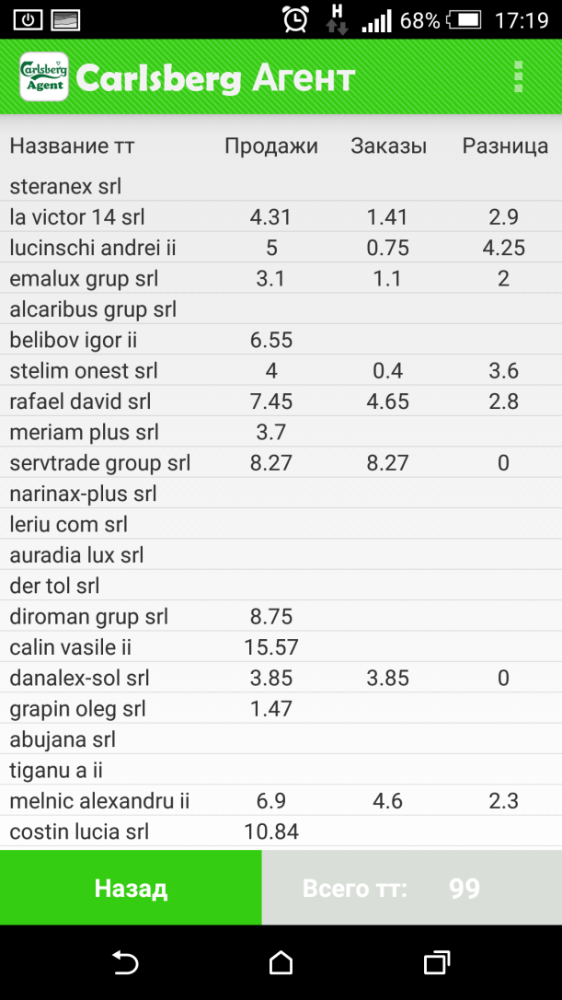 H 68% 17:19
Carlsberg Agent Carlsberg Агент
Название тт Продажи Заказы Разница
steranex srl
la victor 14 srl 4.31 1.41 2.9
lucinschi andrei ii 5 0.75 4.25
emalux grup srl 3.1 1.1 2
alcaribus grup srl
belibov igor ii 6.55
stelim onest srl 4 0.4 3.6
rafael david srl 7.45 4.65 2.8
meriam plus srl 3.7
servtrade group srl 8.27 8.27 0
narinax-plus srl
leriu com srl
auradia lux srl
der tol srl
diroman grup srl 8.75
calin vasile ii 15.57
danalex-sol srl 3.85 3.85 0
grapin oleg srl 1.47
abujana srl
tiganu a ii
melnic alexandru ii 6.9 4.6 2.3
costin lucia srl 10.84
Назад Всего тт: 99